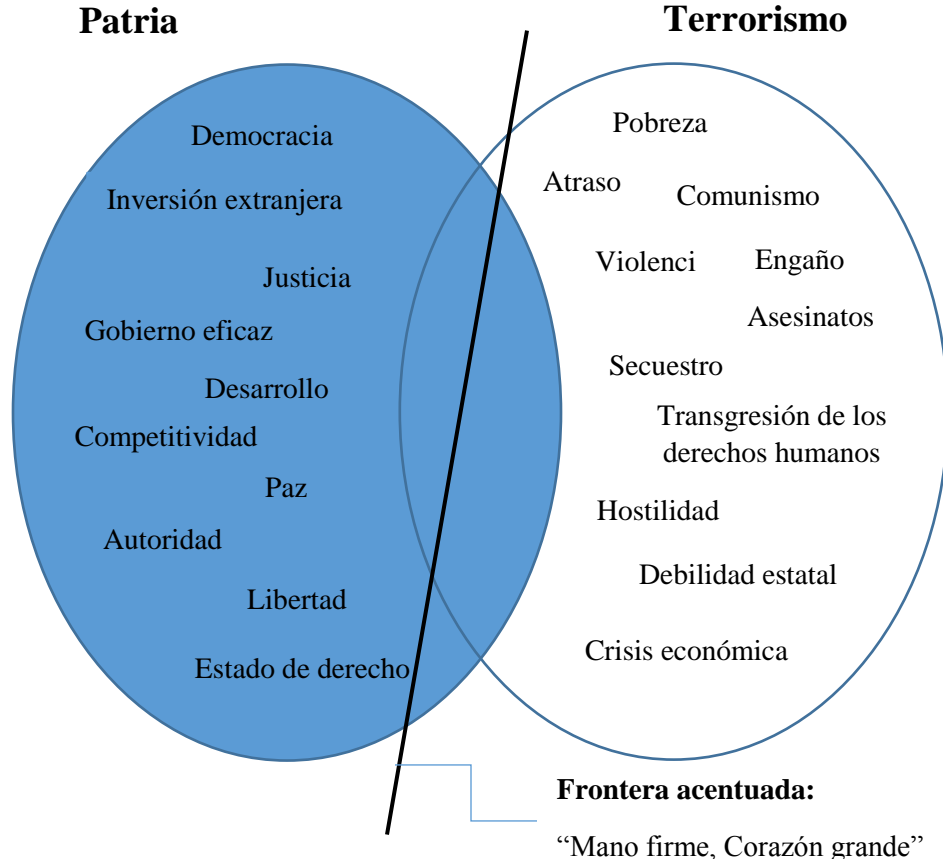 Patria
Terrorismo
Democracia
Inversión extranjera
Justicia
Gobierno eficaz
Desarrollo
Competitividad
Paz
Autoridad
Libertad
Estado de derecho
Pobreza
Atraso
Comunismo
Violenci
Engaño
Asesinatos
Secuestro
Transgresión de los
derechos humanos
Hostilidad
Debilidad estatal
Crisis económica
Frontera acentuada:
“Mano firme, Corazón grande”